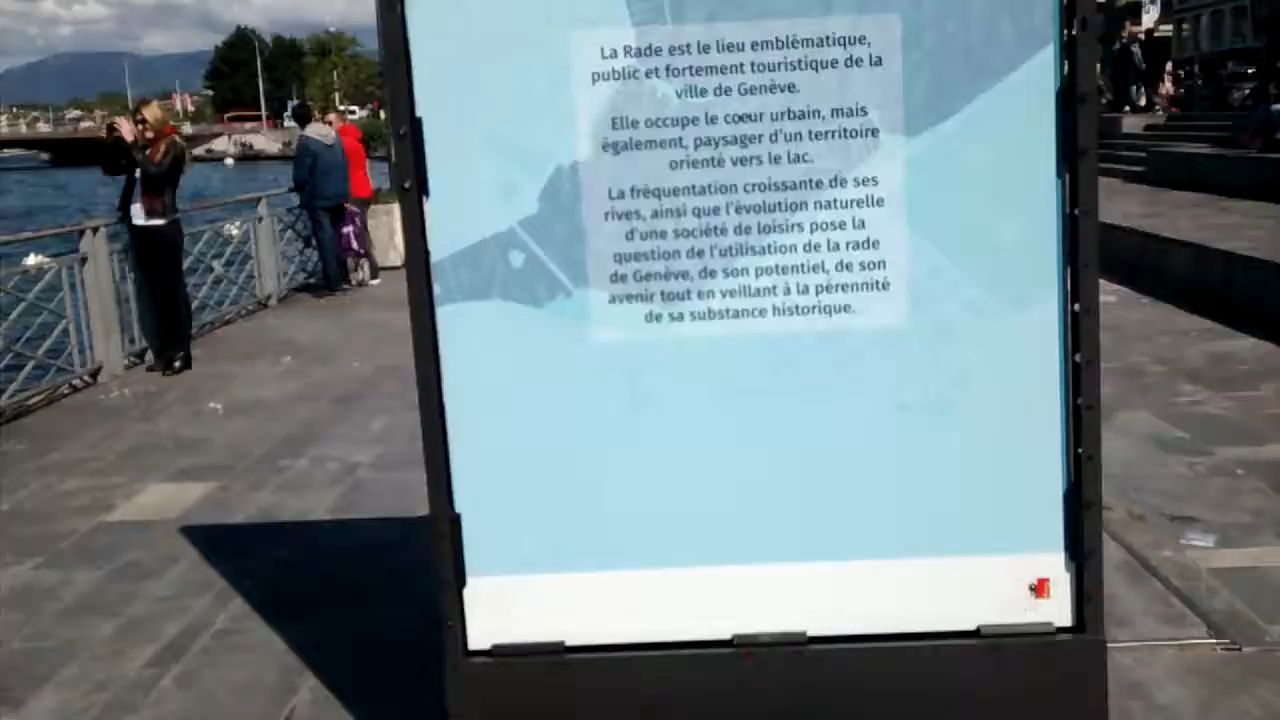 La Rade est le lieu emblématique,
public et fortement touristique de la
ville de Genève.
Elle occupe le coeur urbain, mais
également, paysager d'un territoire
orienté vers le lac.
La fréquentation croissante de ses
rives, ainsi que l'évolution naturelle
d'une société de loisirs pose la
question de l'utilisation de la rade
de Genève, de son potentiel, de son
avenir tout en veillant à la pérennité
de sa substance historique.